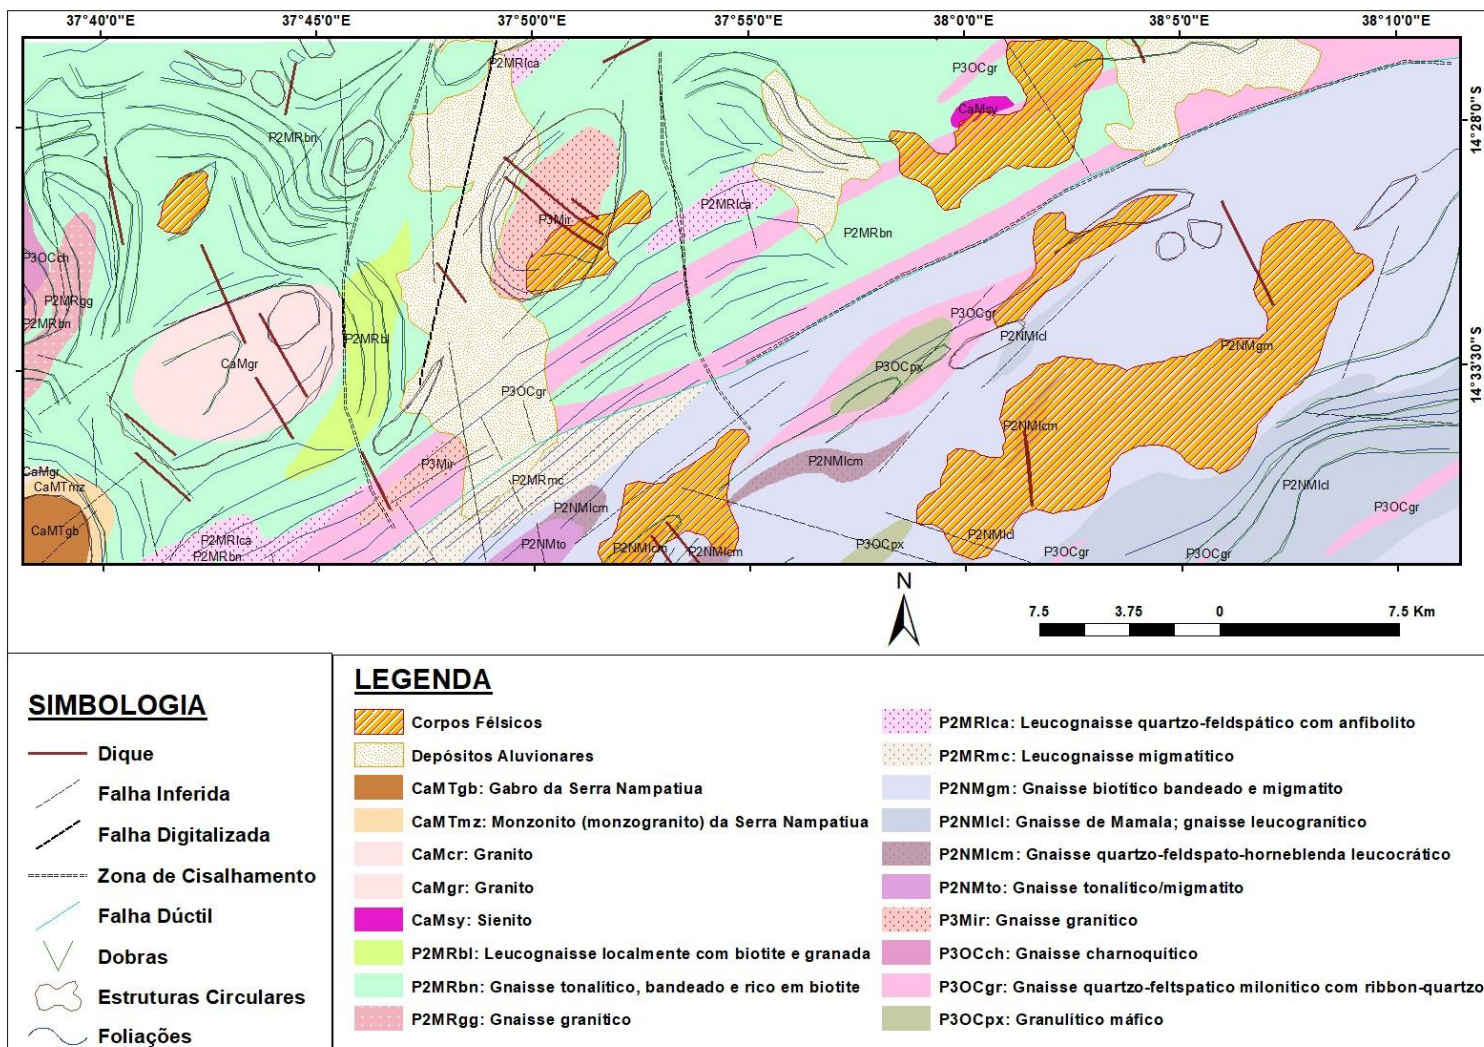 37°40'0"E 37°45'0"E 37°50'0"E 37°55'0"E 38°0'0"E 38°5'0"E 38°10'0"E
P2MRlca
P3OCgr
CaMsy
14°28'0"S
P2MRbn
P2MRlca
P3Mir
P2MRbn
P3OCch
P2MRgg
P2MRbn
P3OCgr
P2NMlcl
P2MRbl
P2NMgm
CaMgr
P3OCpx
14°33'30"S
P3OCgr
P2NMlcm
P3Mir
P2NMlcm
CaMgr
CaMTmz
P2MRmc
P2NMlcl
P2NMlcm
P3OCgr
CaMTgb
P2MRlca
P2MRbn
P2NMto
P2NMlcm
P2NMlcm
P3OCpx
P2NMlcl
P3OCgr
P3OCgr
N
7.5 3.75 0 7.5 Km
SIMBOLOGIA
Dique
Falha Inferida
Falha Digitalizada
Zona de Cisalhamento
Falha Dúctil
Dobras
Estruturas Circulares
Foliações
LEGENDA
Corpos Félsicos
Depósitos Aluvionares
CaMTgb: Gabro da Serra Nampatiua
CaMTmz: Monzonito (monzogranito) da Serra Nampatiua
CaMcr: Granito
CaMgr: Granito
CaMsy: Sienito
P2MRbl: Leucognaisse localmente com biotite e granada
P2MRbn: Gnaisse tonalítico, bandeado e rico em biotite
P2MRgg: Gnaisse granítico
P2MRlca: Leucognaisse quartzo-feldspático com anfibolito
P2MRmc: Leucognaisse migmatítico
P2NMgm: Gnaisse biotítico bandeado e migmatito
P2NMlcl: Gnaisse de Mamala; gnaisse leucogranítico
P2NMlcm: Gnaisse quartzo-feldspato-horneblenda leucocrático
P2NMto: Gnaisse tonalítico/migmatito
P3Mir: Gnaisse granítico
P3OCch: Gnaisse charnoquítico
P3OCgr: Gnaisse quartzo-feltspatico milonítico com ribbon-quartzo
P3OCpx: Granulítico máfico